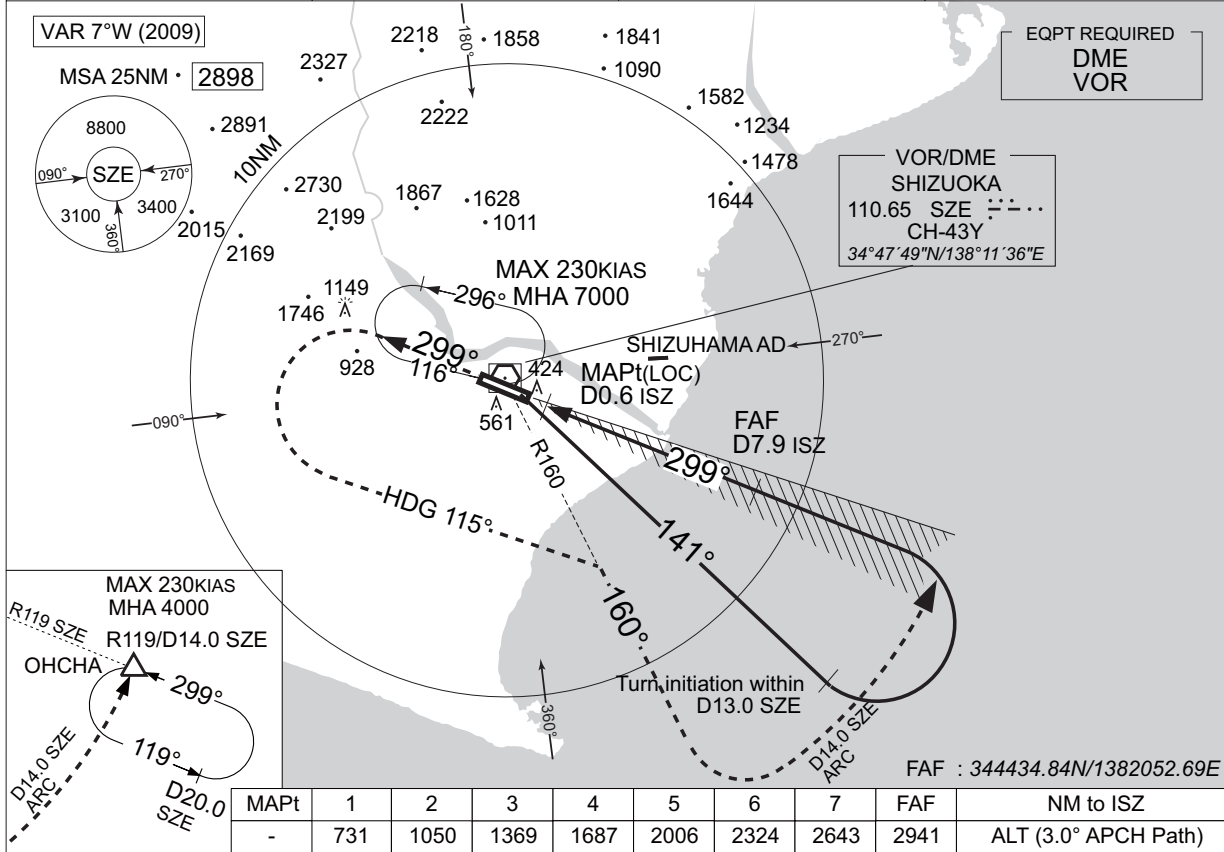 VAR 7°W (2009)
MSA 25NM
2898
8800
SZE
090°
270°
3100
3400
360°
2327
2218
180°
1858
1841
1090
2222
1582
1234
1478
1644
2891
10NM
2730
2199
1867
1628
1011
2015
2169
EQPT REQUIRED
DME
VOR
VOR/DME
SHIZUOKA
110.65 SZE
CH-43Y
34°47´49"N/138°11´36"E
1149
1746
928
MAX 230KIAS
MHA 7000
296°
299°
116°
SHIZUHAMA AD
270°
424
561
MAPt(LOC)
D0.6 ISZ
FAF
D7.9 ISZ
090°
R160
299°
HDG 115°
141°
160°
Turn initiation within
D13.0 SZE
360°
D14.0 SZE
ARC
MAX 230KIAS
MHA 4000
R119 SZE
R119/D14.0 SZE
OHCHA
299°
119°
D14.0 SZE
ARC
D20.0
SZE
FAF : 344434.84N/1382052.69E
MAPt 1 2 3 4 5 6 7 FAF NM to ISZ
- 731 1050 1369 1687 2006 2324 2643 2941 ALT (3.0° APCH Path)